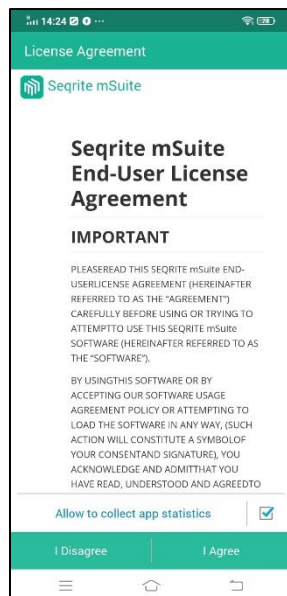 14:24
License Agreement
Seqrite mSuite
Seqrite mSuite
End-User License
Agreement
IMPORTANT
PLEASEREAD THIS SEQRITE mSuite END-
USERLICENSE AGREEMENT (HEREINAFTER
REFERRED TO AS THE "AGREEMENT")
CAREFULLY BEFORE USING OR TRYING TO
ATTEMPTTO USE THIS SEQRITE mSuite
SOFTWARE (HEREINAFTER REFERRED TO AS
THE "SOFTWARE").
BY USINGTHIS SOFTWARE OR BY
ACCEPTING OUR SOFTWARE USAGE
AGREEMENT POLICY OR ATTEMPTING TO
LOAD THE SOFTWARE IN ANY WAY, (SUCH
ACTION WILL CONSTITUTE A SYMBOLOF
YOUR CONSENTAND SIGNATURE), YOU
ACKNOWLEDGE AND ADMITTHAT YOU
HAVE READ, UNDERSTOOD AND AGREEDTO
Allow to collect app statistics
I Disagree I Agree